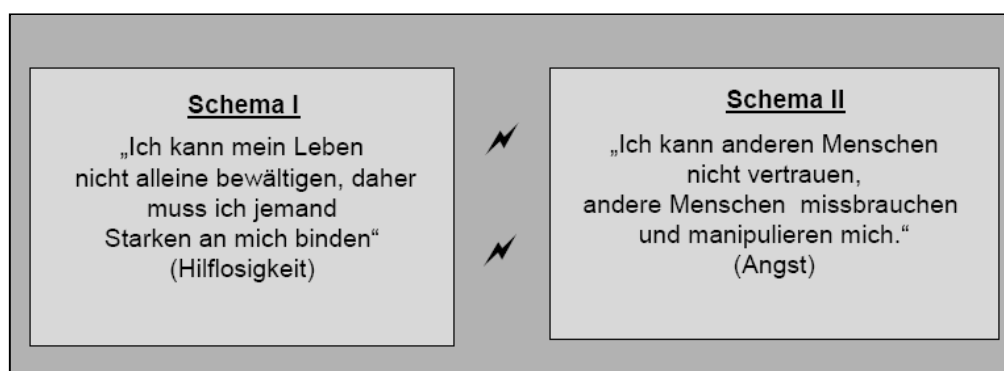 Schema I
„Ich kann mein Leben
nicht alleine bewältigen, daher
muss ich jemand
Starken an mich binden“
(Hilflosigkeit)
Schema II
„Ich kann anderen Menschen
nicht vertrauen,
andere Menschen missbrauchen
und manipulieren mich.“
(Angst)